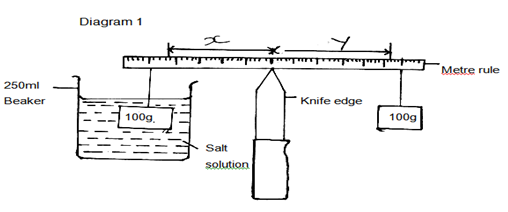 Diagram 1
x
y
Metre rule
250ml
Beaker
Knife edge
100g,
100g
Salt
solution